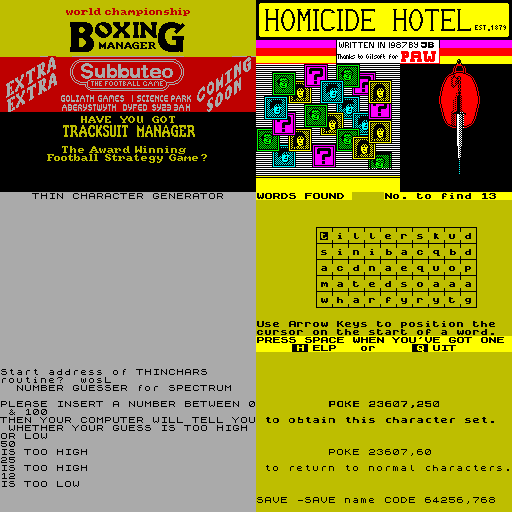 world championship
BOXING
MANAGER
EXTRA
EXTRA
Subbuteo
THE FOOTBALL GAME
COMING
SOON
GOLIATH GAMES 1 SCIENCE PARK
ABERYSTWYTH DYFED SY23 3AH
HAVE YOU GOT
TRACKSUIT MANAGER
The Award Winning
Football Strategy Game?
HOMICIDE HOTEL EST.1879
WRITTEN IN 1987 BY JB
Thanks to Gilsoft for PAW
THIN CHARACTER GENERATOR
Start address of THINCHARS
routine? wosL
NUMBER GUESSER for SPECTRUM
PLEASE INSERT A NUMBER BETWEEN 0
& 100
THEN YOUR COMPUTER WILL TELL YOU
WHETHER YOUR GUESS IS TOO HIGH
OR LOW
50
IS TOO HIGH
25
IS TOO HIGH
12
IS TOO LOW
WORDS FOUND No. to find 13
t i l l e r s k u d
s i n i b a c q b d
a c d n a e q u o p
m a t e d s o a a a
w h a r f y r y t g
Use Arrow Keys to position the
cursor on the start of a word.
PRESS SPACE WHEN YOU'VE GOT ONE
H ELP or Q UIT
POKE 23607,250
to obtain this character set.
POKE 23607,60
to return to normal characters.
SAVE -SAVE name CODE 64256,768